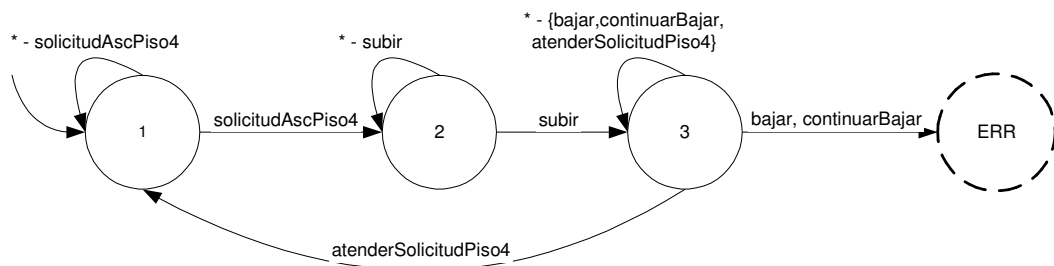 * - solicitudAscPiso4
* - subir
* - {bajar,continuarBajar,
atenderSolicitudPiso4}
1
solicitudAscPiso4
2
subir
3
bajar, continuarBajar
ERR
atenderSolicitudPiso4